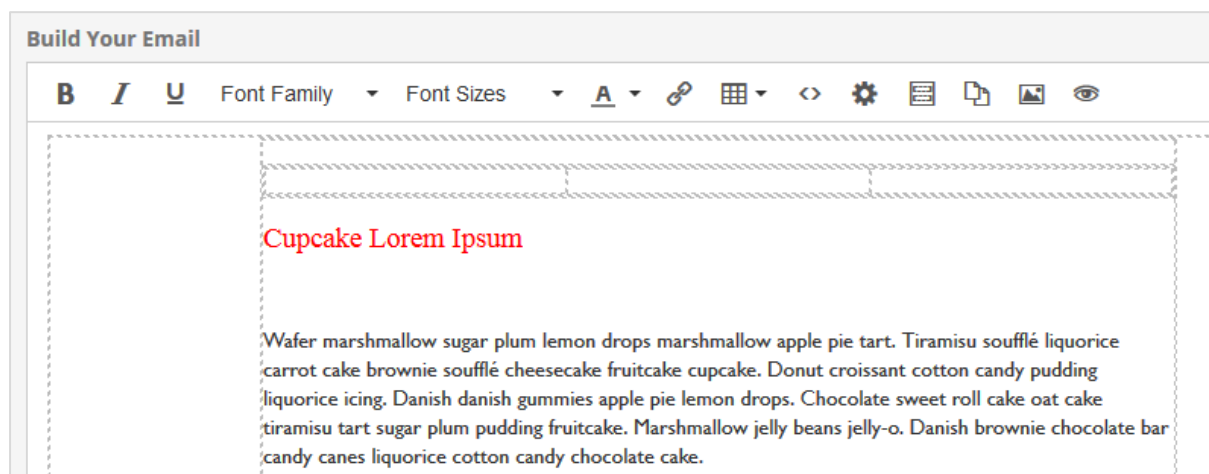 Build Your Email
B I U Font Family Font Sizes A
Cupcake Lorem Ipsum
Wafer marshmallow sugar plum lemon drops marshmallow apple pie tart. Tiramisu soufflé liquorice
carrot cake brownie soufflé cheesecake fruitcake cupcake. Donut croissant cotton candy pudding
liquorice icing. Danish danish gummies apple pie lemon drops. Chocolate sweet roll cake oat cake
tiramisu tart sugar plum pudding fruitcake. Marshmallow jelly beans jelly-o. Danish brownie chocolate bar
candy canes liquorice cotton candy chocolate cake.